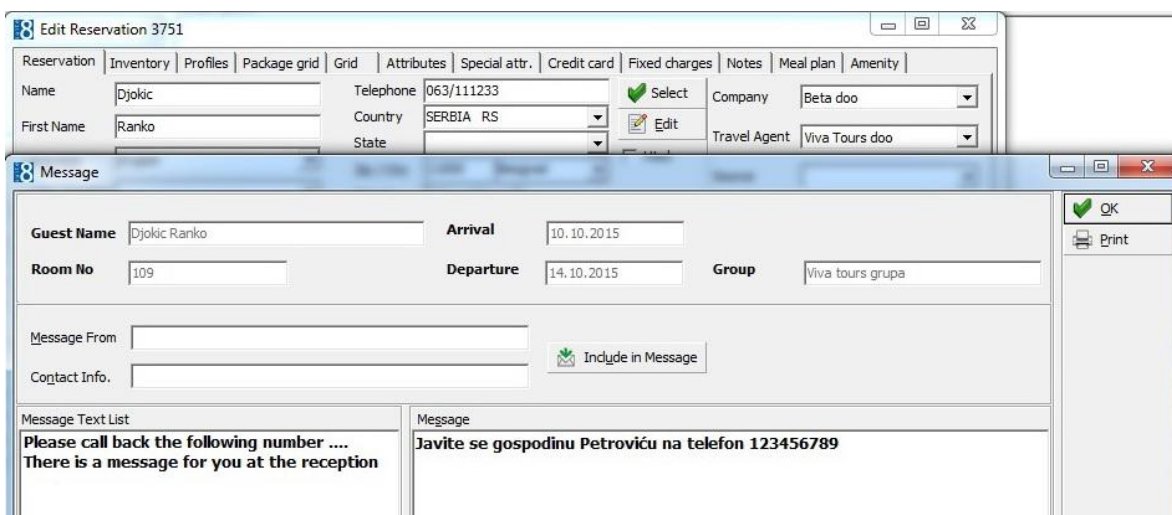 Edit Reservation 3751
Reservation Inventory Profiles Package grid Grid Attributes Special attr. Credit card Fixed charges Notes Meal plan Amenity
Name Djokic Telephone 063/111233 Select Company Beta doo
First Name Ranko Country SERBIA RS Edit Travel Agent Viva Tours doo
State
Message
Guest Name Djokic Ranko Arrival 10.10.2015 OK
Print
Room No 109 Departure 14.10.2015 Group Viva tours grupa
Message From
Include in Message
Contact Info.
Message Text List Message
Please call back the following number .... Javite se gospodinu Petroviću na telefon 123456789
There is a message for you at the reception